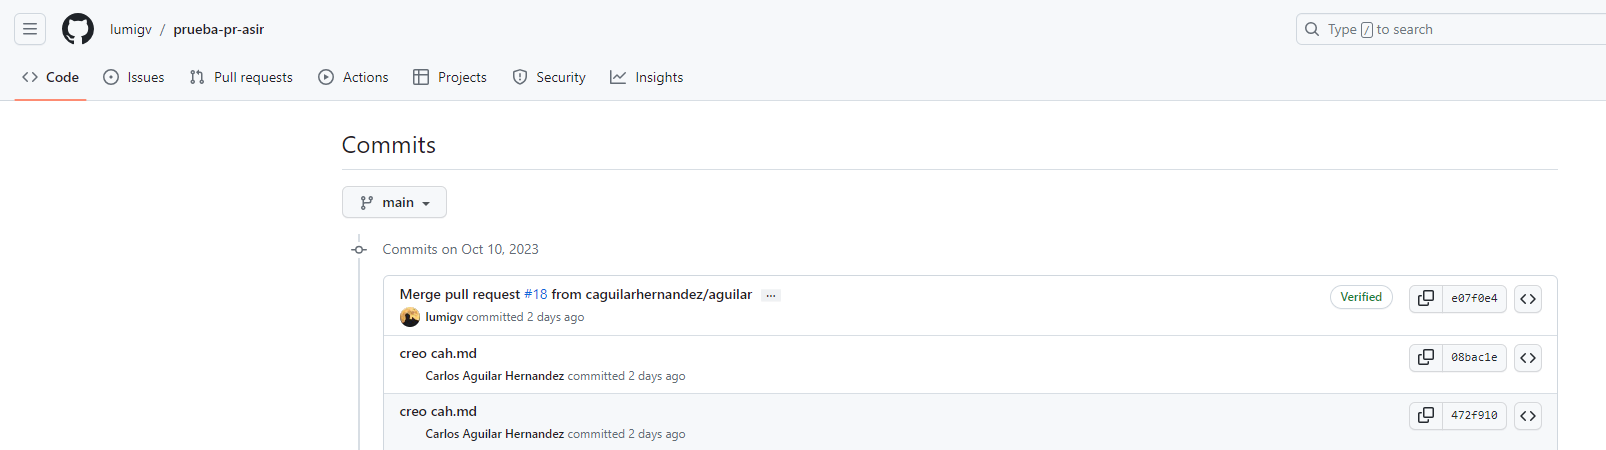 lumigv / prueba-pr-asir
Type / to search
Code Issues Pull requests Actions Projects Security Insights
Commits
main
Commits on Oct 10, 2023
Merge pull request #18 from caguilarhernandez/aguilar ...
Verified e07f0e4
lumigv committed 2 days ago
creo cah.md
08bac1e
Carlos Aguilar Hernandez committed 2 days ago
creo cah.md
472f910
Carlos Aguilar Hernandez committed 2 days ago